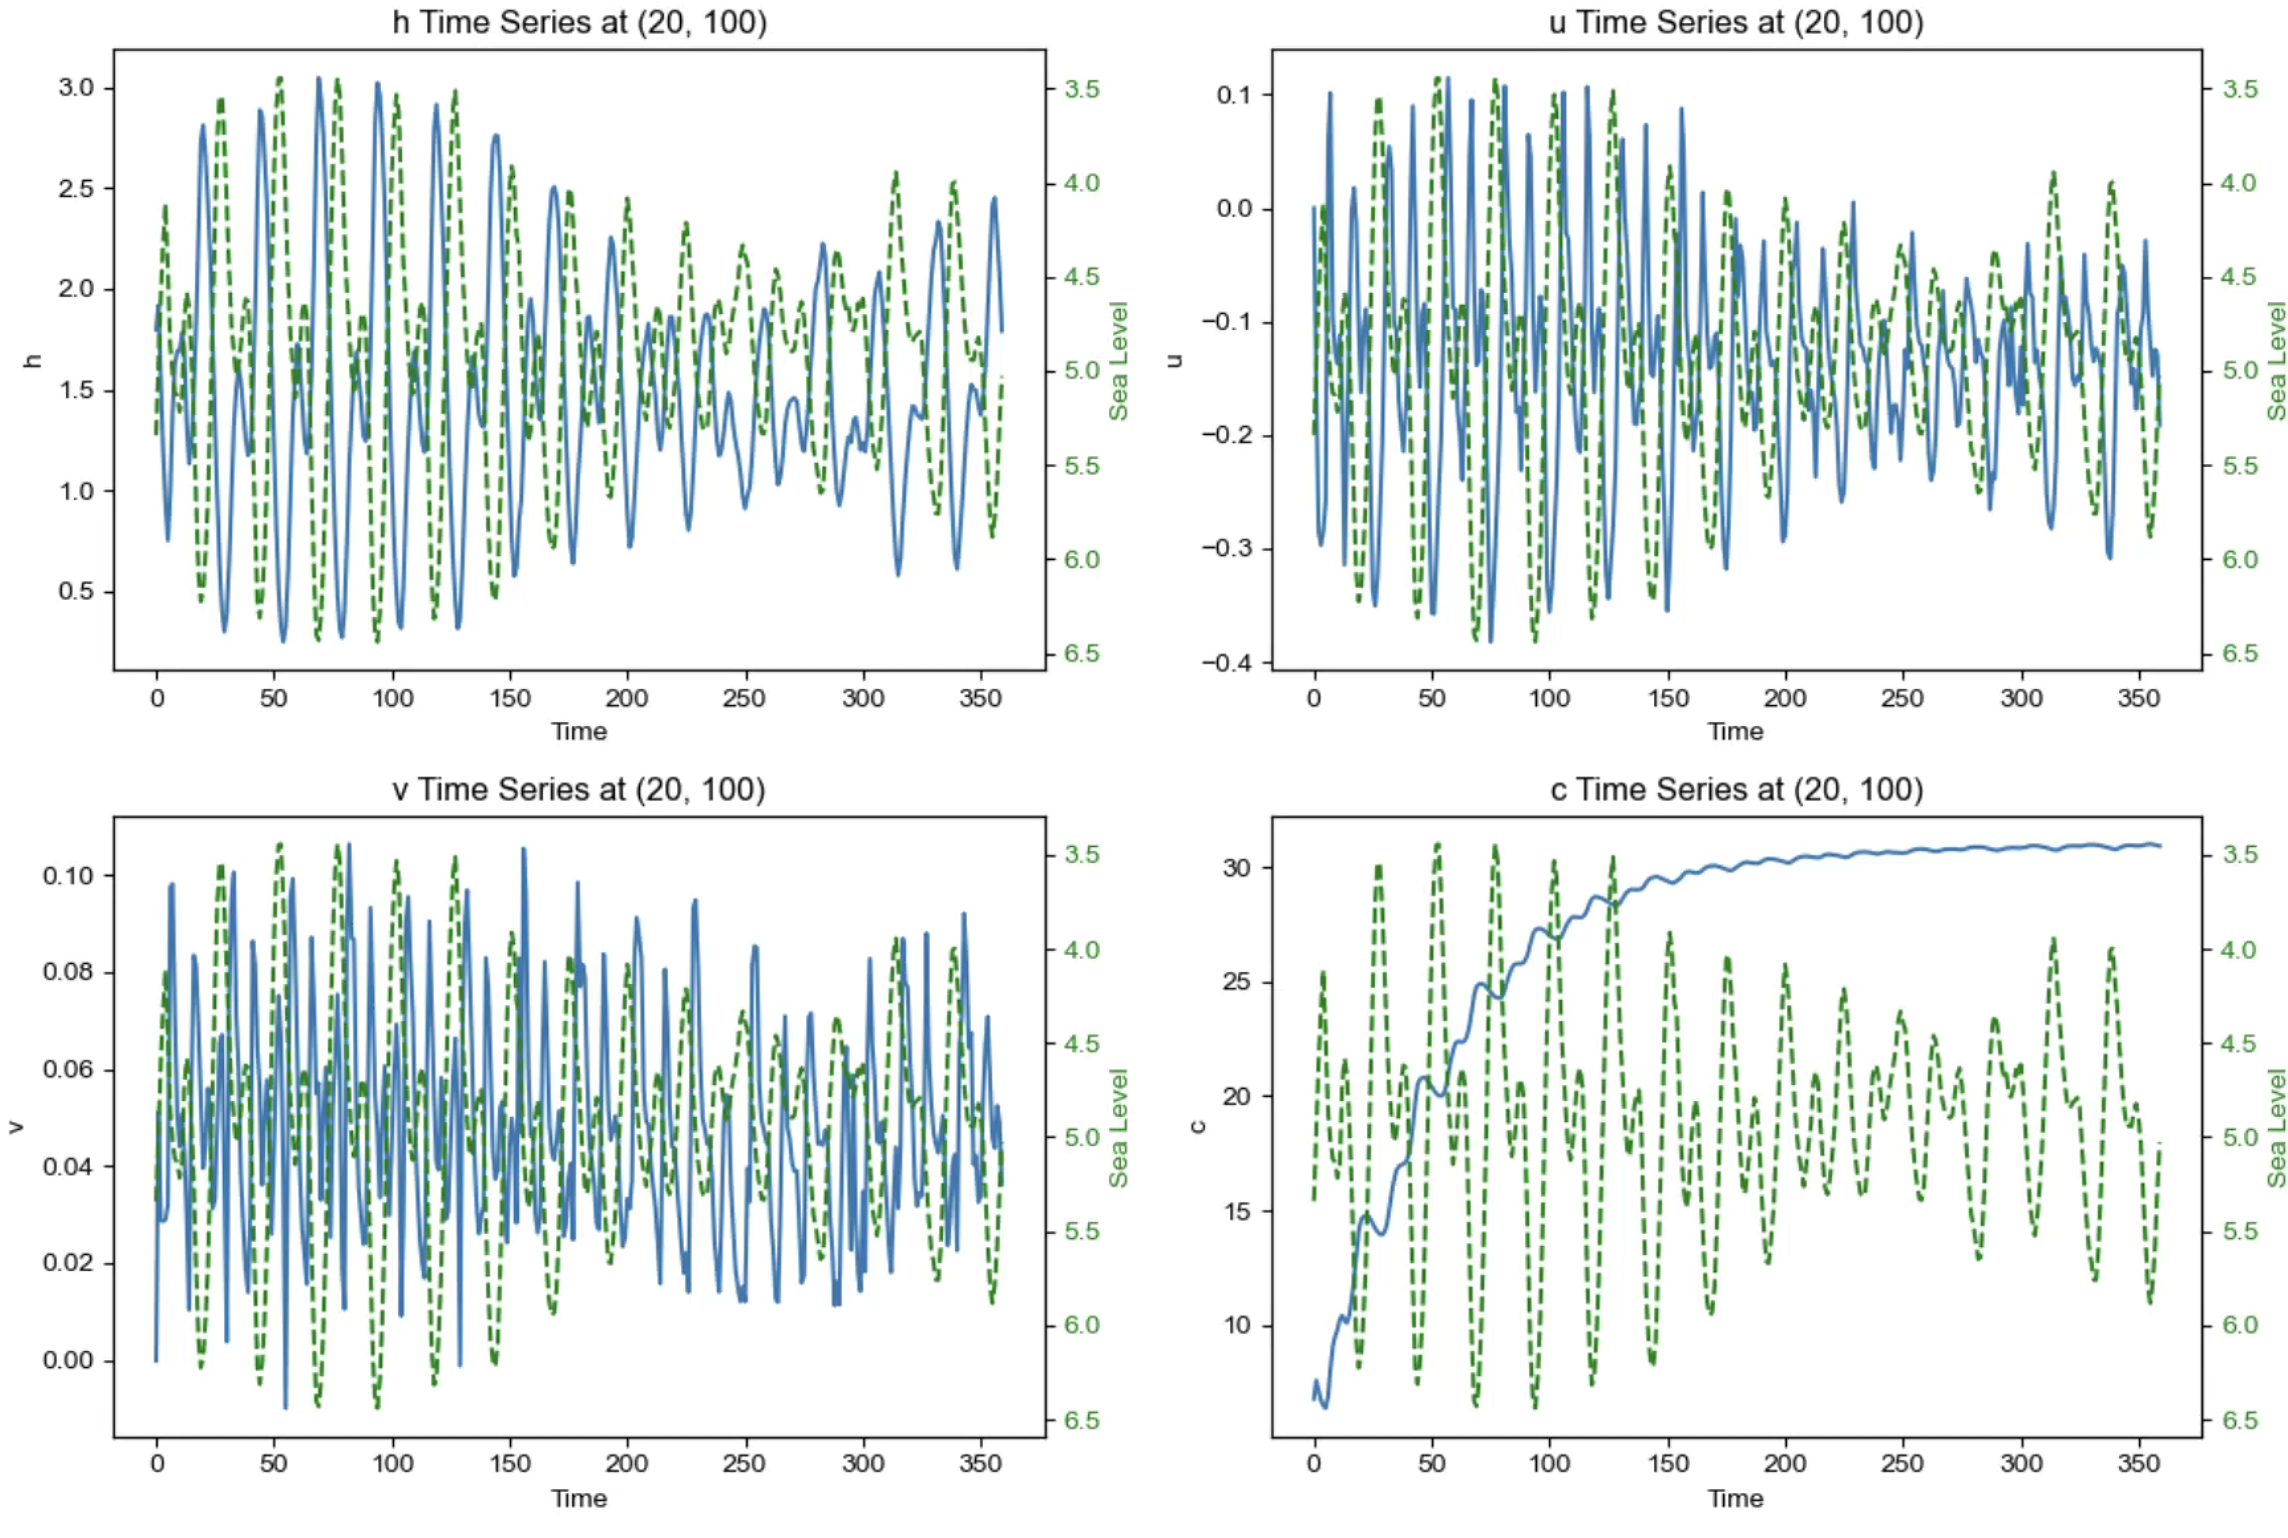 h Time Series at (20, 100)
3.0
2.5
2.0
1.5
1.0
0.5
h
3.5
4.0
4.5
5.0
5.5
6.0
6.5
Sea Level
0 50 100 150 200 250 300 350
Time
u Time Series at (20, 100)
0.1
0.0
−0.1
−0.2
−0.3
−0.4
u
3.5
4.0
4.5
5.0
5.5
6.0
6.5
Sea Level
0 50 100 150 200 250 300 350
Time
v Time Series at (20, 100)
0.10
0.08
0.06
0.04
0.02
0.00
v
3.5
4.0
4.5
5.0
5.5
6.0
6.5
Sea Level
0 50 100 150 200 250 300 350
Time
c Time Series at (20, 100)
30
25
20
15
10
c
3.5
4.0
4.5
5.0
5.5
6.0
6.5
Sea Level
0 50 100 150 200 250 300 350
Time